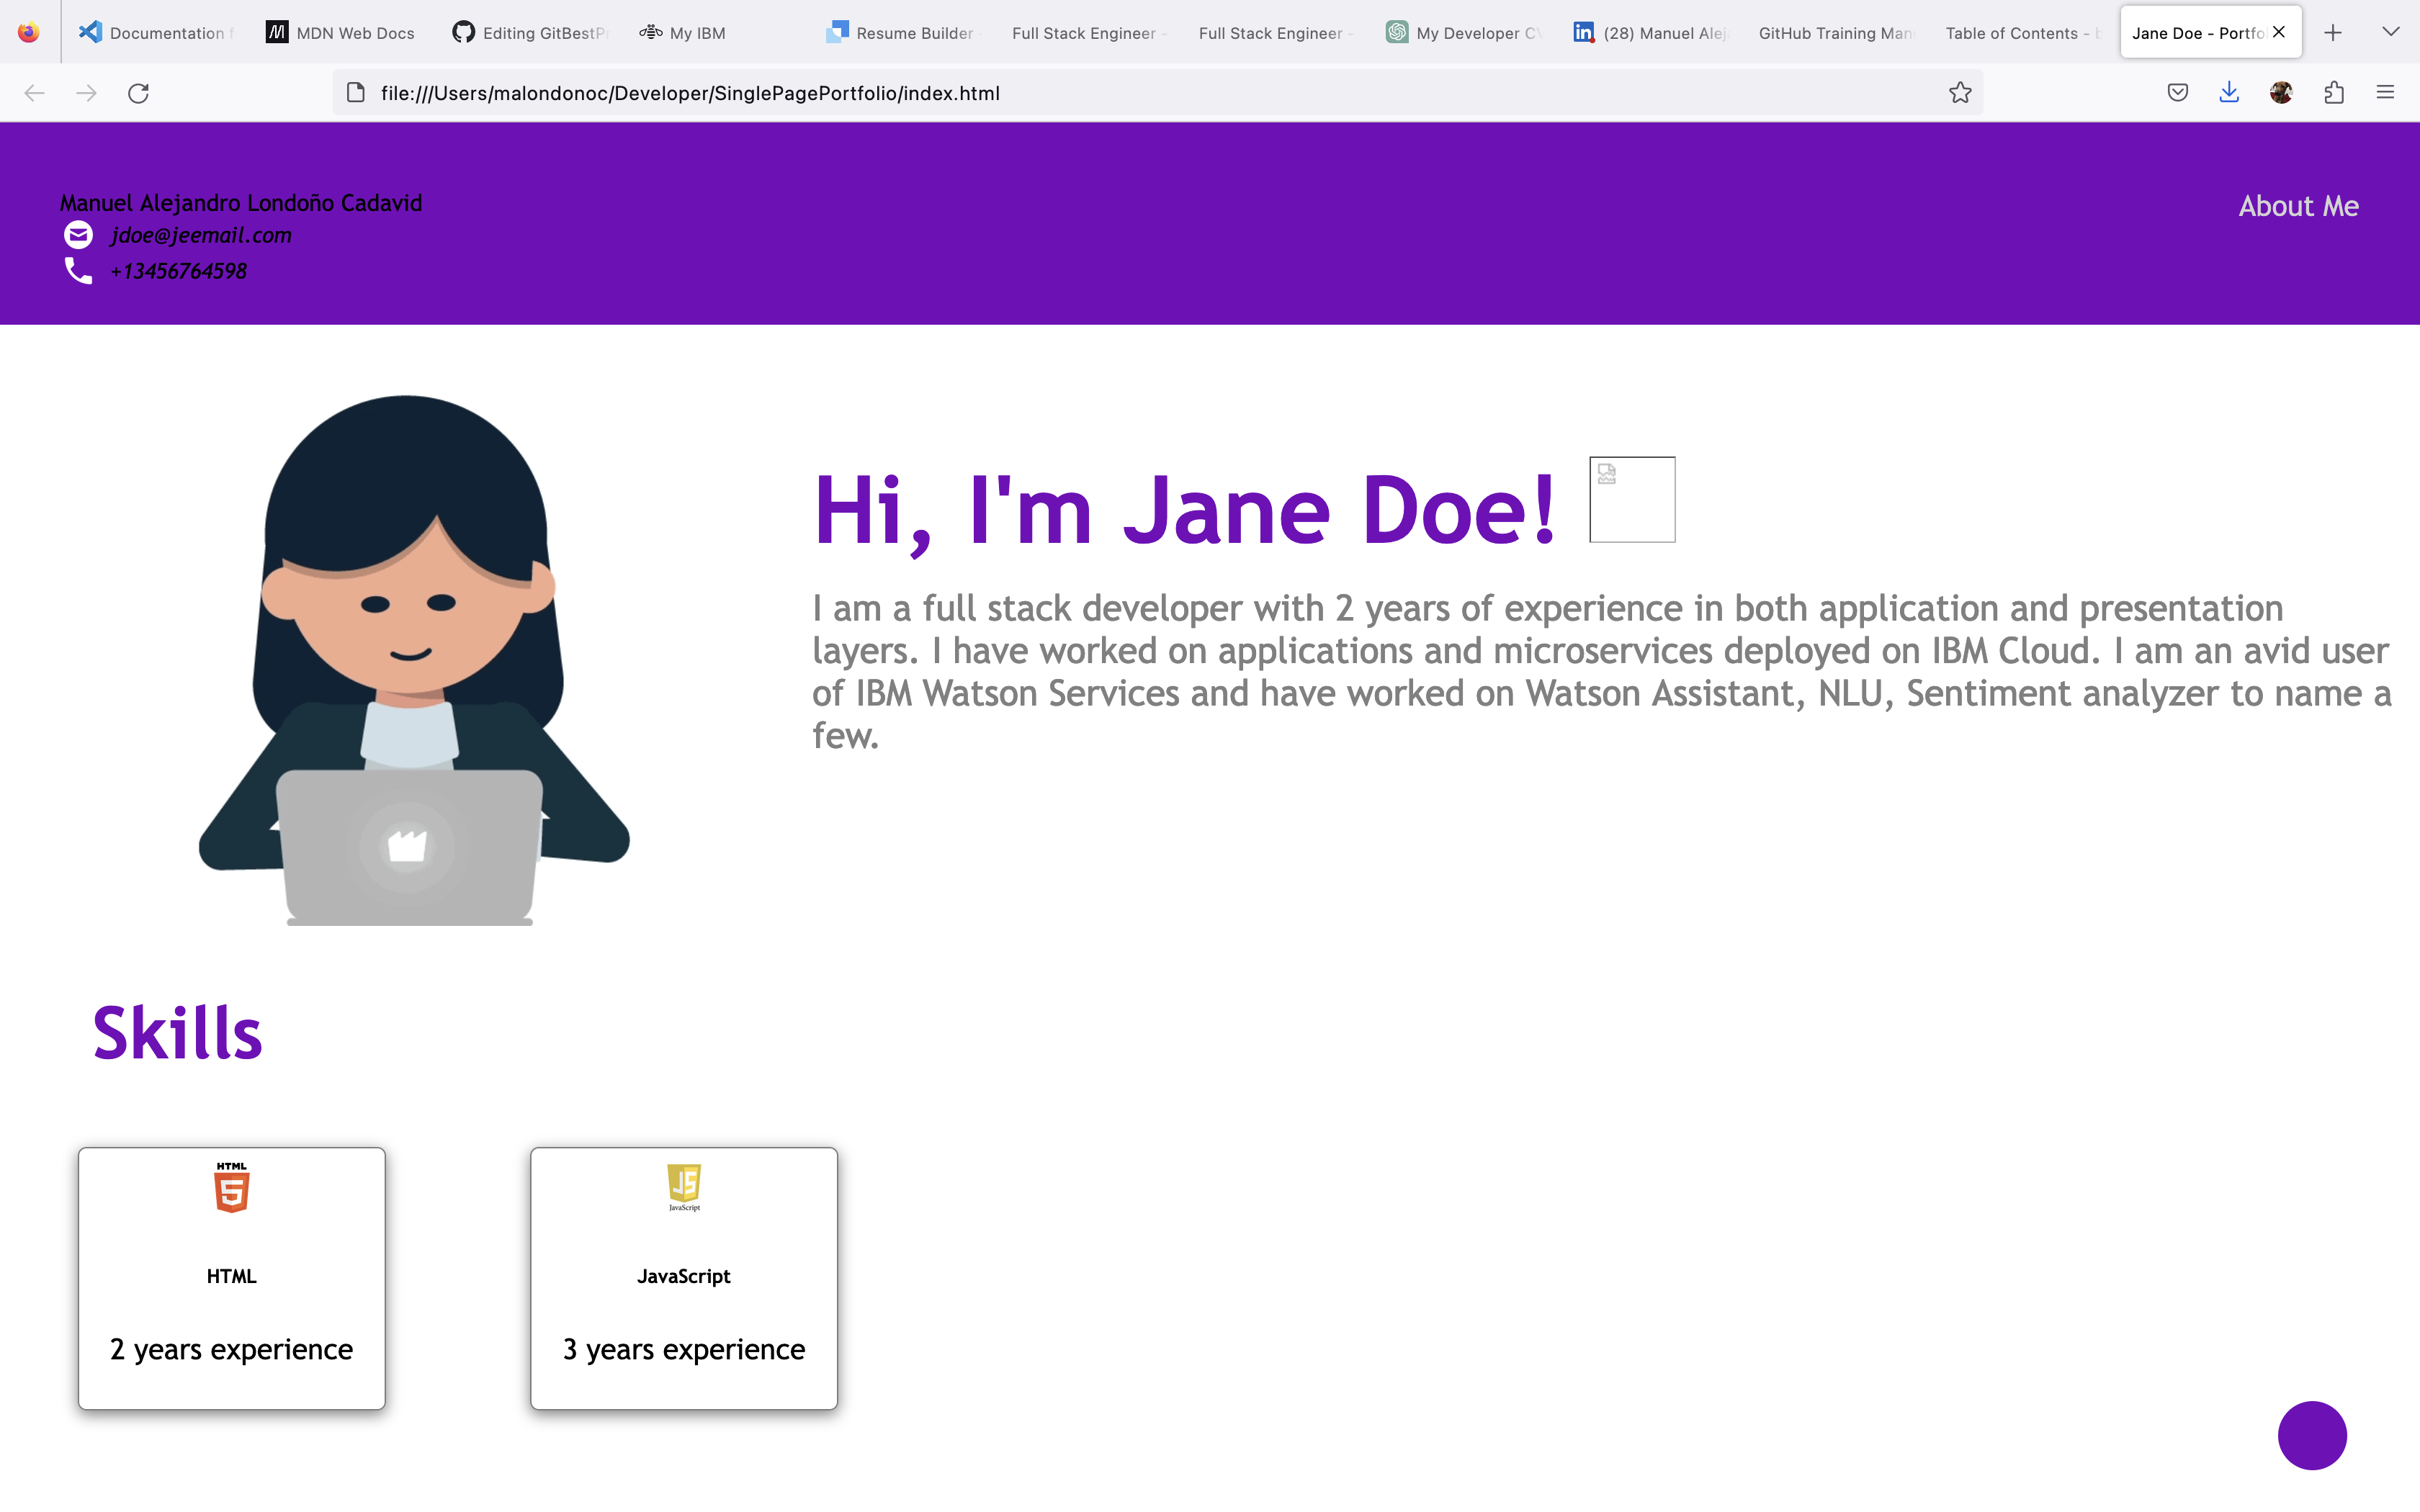 Documentation f
MDN Web Docs
Editing GitBestPr
My IBM
Resume Builder -
Full Stack Engineer -
Full Stack Engineer -
My Developer CV
(28) Manuel Alej
GitHub Training Man
Table of Contents - b
Jane Doe - Portfo
file:///Users/malondonoc/Developer/SinglePagePortfolio/index.html
Manuel Alejandro Londoño Cadavid
About Me
jdoe@jeemail.com
+13456764598
Hi, I'm Jane Doe!
I am a full stack developer with 2 years of experience in both application and presentation
layers. I have worked on applications and microservices deployed on IBM Cloud. I am an avid user
of IBM Watson Services and have worked on Watson Assistant, NLU, Sentiment analyzer to name a
few.
Skills
HTML
5
HTML
2 years experience
JS
JavaScript
JavaScript
3 years experience